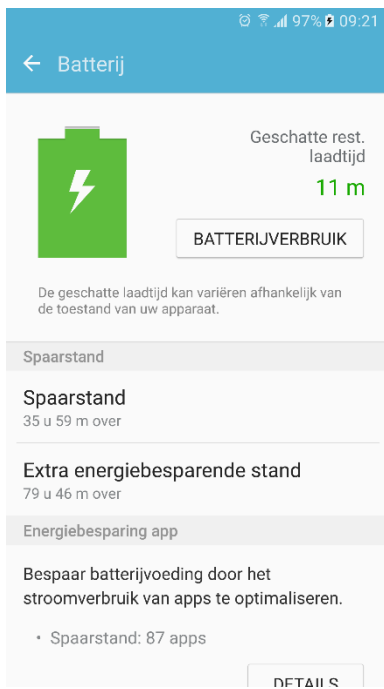 97% 09:21
Batterij
Geschatte rest.
laadtijd
11 m
BATTERIJVERBRUIK
De geschatte laadtijd kan variëren afhankelijk van
de toestand van uw apparaat.
Spaarstand
Spaarstand
35 u 59 m over
Extra energiebesparende stand
79 u 46 m over
Energiebesparing app
Bespaar batterijvoeding door het
stroomverbruik van apps te optimaliseren.
• Spaarstand: 87 apps
DETAILS